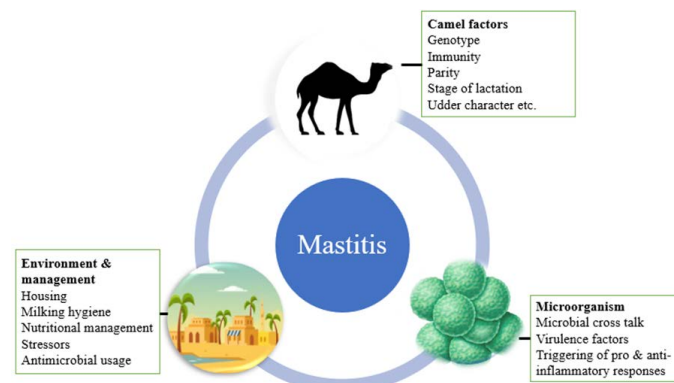 Camel factors
Genotype
Immunity
Parity
Stage of lactation
Udder character etc.
Mastitis
Environment &
management
Housing
Milking hygiene
Nutritional management
Stressors
Antimicrobial usage
Microorganism
Microbial cross talk
Virulence factors
Triggering of pro & anti-
inflammatory responses